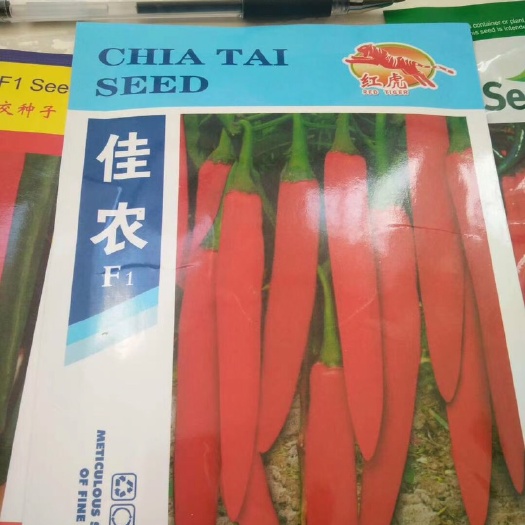 CHIA TAI
SEED
红虎
RED TIGER
佳农
F1
METICULOUS S
OF FINE
F1 See
交种子
container or plant
seed is intende
Se